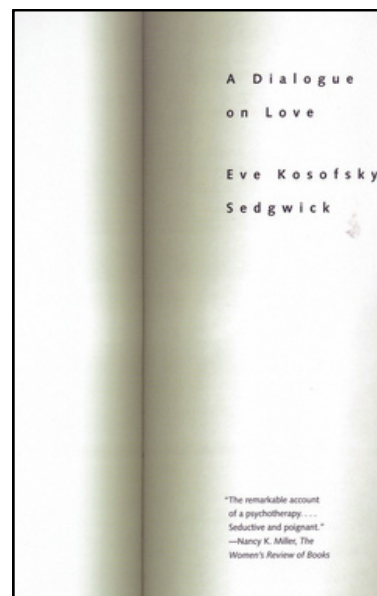 A Dialogue
on Love
Eve Kosofsky
Sedgwick
“The remarkable account
of a psychotherapy. . . .
Seductive and poignant.”
—Nancy K. Miller, The
Women's Review of Books